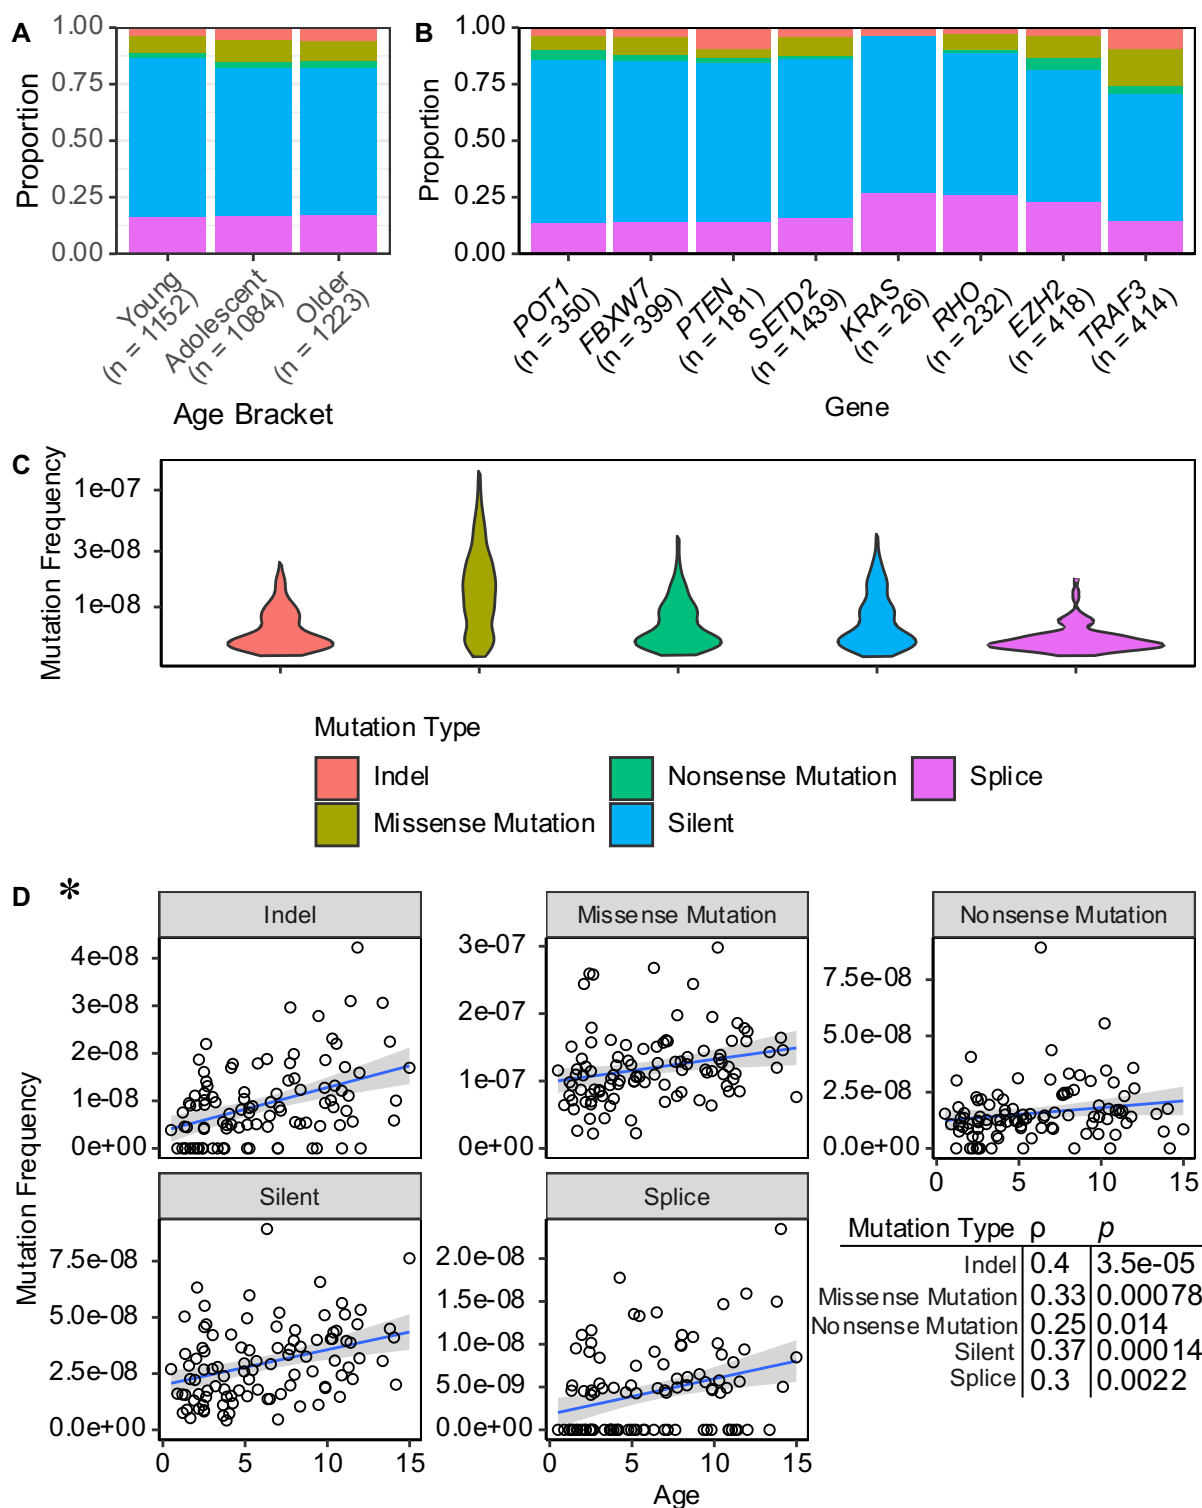 A
Proportion
1.00
0.75
0.50
0.25
0.00
Young
(n = 1152)
Adolescent
(n = 1084)
Older
(n = 1223)
Age Bracket
B
Proportion
1.00
0.75
0.50
0.25
0.00
POT1
(n = 350)
FBXW7
(n = 399)
PTEN
(n = 181)
SETD2
(n = 1439)
KRAS
(n = 26)
RHO
(n = 232)
EZH2
(n = 418)
TRAF3
(n = 414)
Gene
C
Mutation Frequency
1e-07
3e-08
1e-08
Mutation Type
Indel
Nonsense Mutation
Splice
Missense Mutation
Silent
D *
Mutation Frequency
Indel
4e-08
3e-08
2e-08
1e-08
0e+00
Missense Mutation
3e-07
2e-07
1e-07
0e+00
Nonsense Mutation
7.5e-08
5.0e-08
2.5e-08
0.0e+00
0 5 10 15
Silent
7.5e-08
5.0e-08
2.5e-08
0.0e+00
0 5 10 15
Splice
2.0e-08
1.5e-08
1.0e-08
5.0e-09
0.0e+00
0 5 10 15
Age
Mutation Type ρ p
Indel 0.4 3.5e-05
Missense Mutation 0.33 0.00078
Nonsense Mutation 0.25 0.014
Silent 0.37 0.00014
Splice 0.3 0.0022